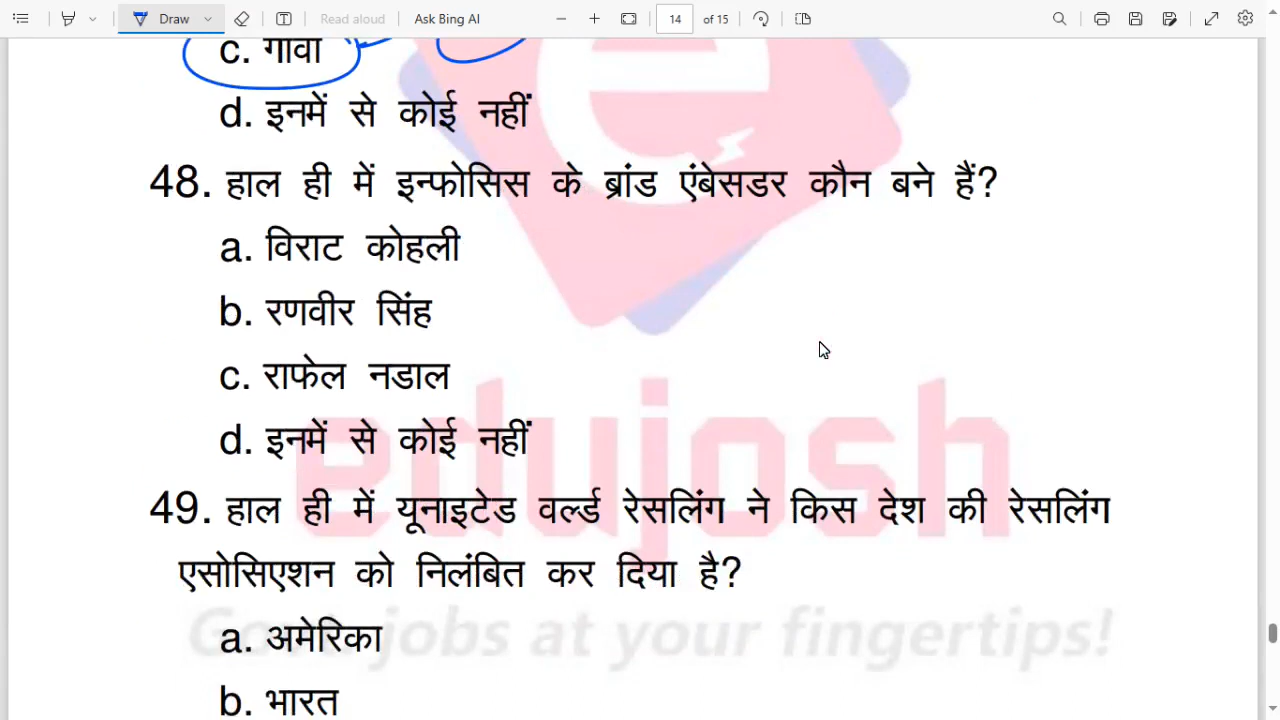 Draw
Read aloud
Ask Bing AI
14 of 15
c. गोवा
d. इनमें से कोई नहीं
48. हाल ही में इन्फोसिस के ब्रांड एंबेसडर कौन बने हैं?
a. विराट कोहली
b. रणवीर सिंह
c. राफेल नडाल
d. इनमें से कोई नहीं
edujosh
49. हाल ही में यूनाइटेड वर्ल्ड रेसलिंग ने किस देश की रेसलिंग
एसोसिएशन को निलंबित कर दिया है?
Govt jobs at your fingertips!
a. अमेरिका
b. भारत